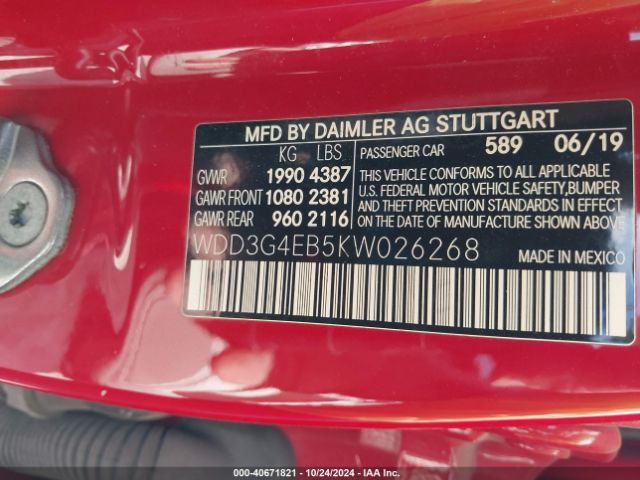 MFD BY DAIMLER AG STUTTGART
KG LBS
GVWR 1990 4387
GAWR FRONT 1080 2381
GAWR REAR 960 2116
PASSENGER CAR 589 06/19
THIS VEHICLE CONFORMS TO ALL APPLICABLE
U.S. FEDERAL MOTOR VEHICLE SAFETY,BUMPER
AND THEFT PREVENTION STANDARDS IN EFFECT
ON THE DATE OF MANUFACTURE SHOWN ABOVE
WDD3G4EB5KW026268 MADE IN MEXICO
000-40671821 | 10/24/2024 | IAA Inc.